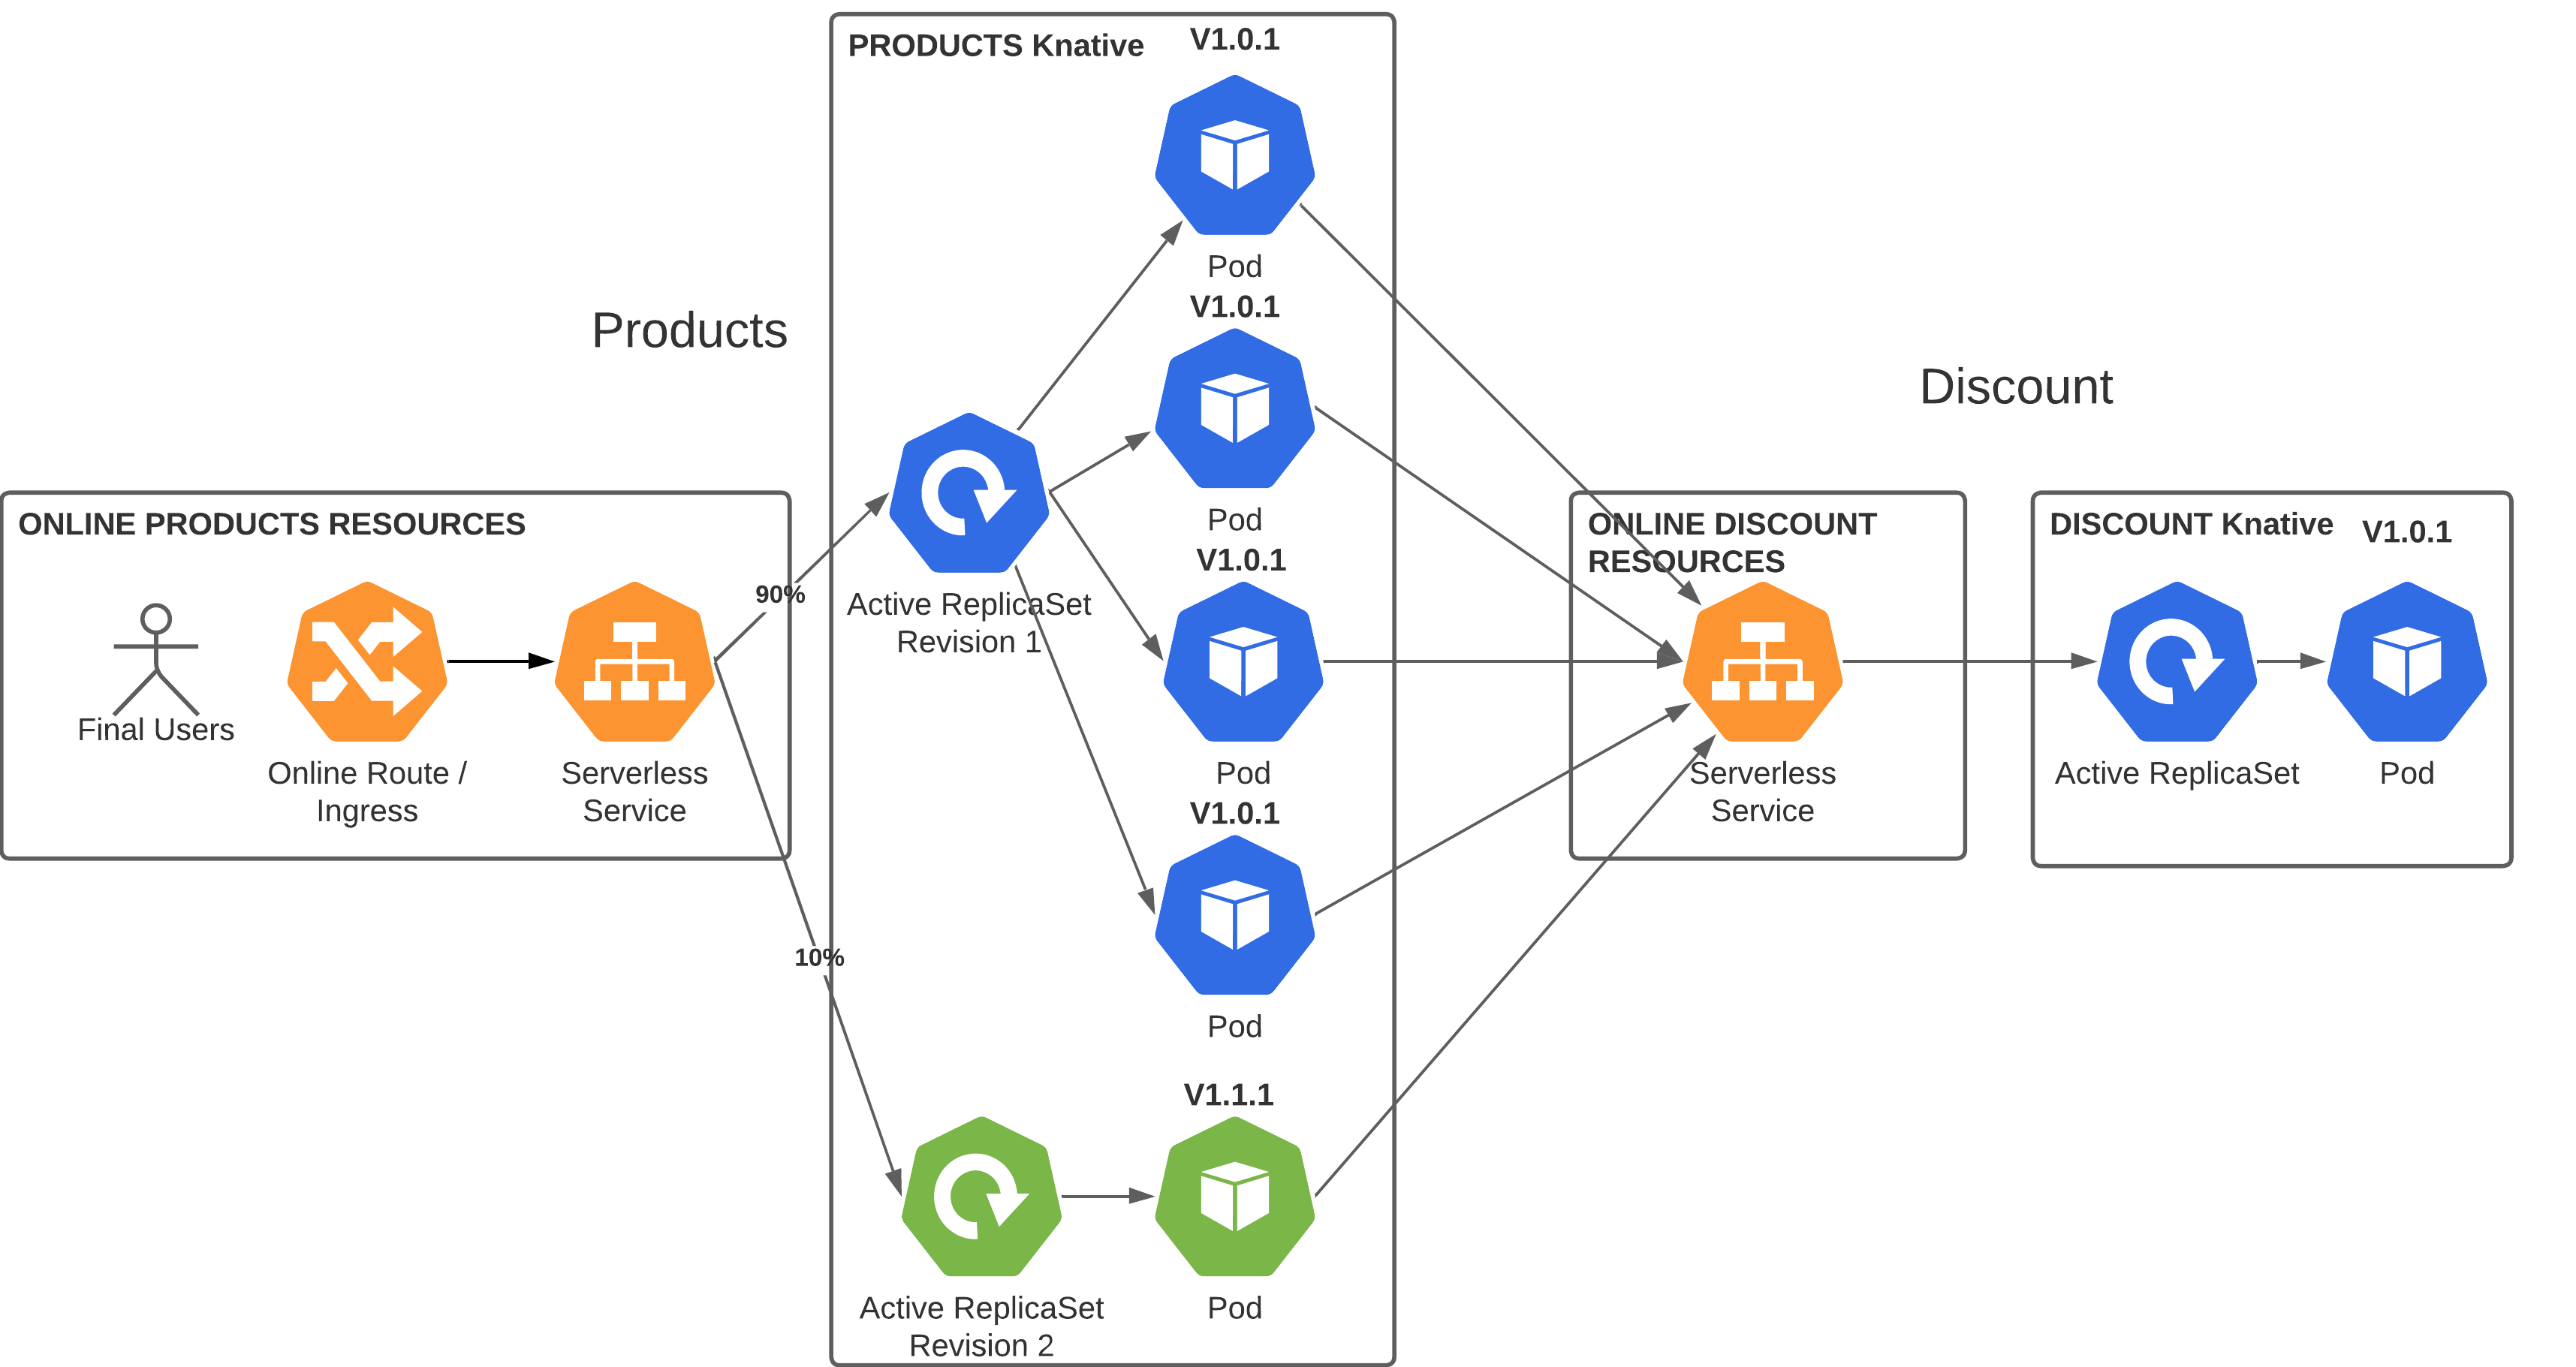 PRODUCTS Knative
V1.0.1
Pod
V1.0.1
Products
Discount
Pod
ONLINE PRODUCTS RESOURCES
ONLINE DISCOUNT
RESOURCES
DISCOUNT Knative
V1.0.1
V1.0.1
90%
Active ReplicaSet
Revision 1
Final Users
Online Route /
Ingress
Serverless
Service
Pod
V1.0.1
Serverless
Service
Active ReplicaSet
Pod
10%
Pod
V1.1.1
Active ReplicaSet
Revision 2
Pod